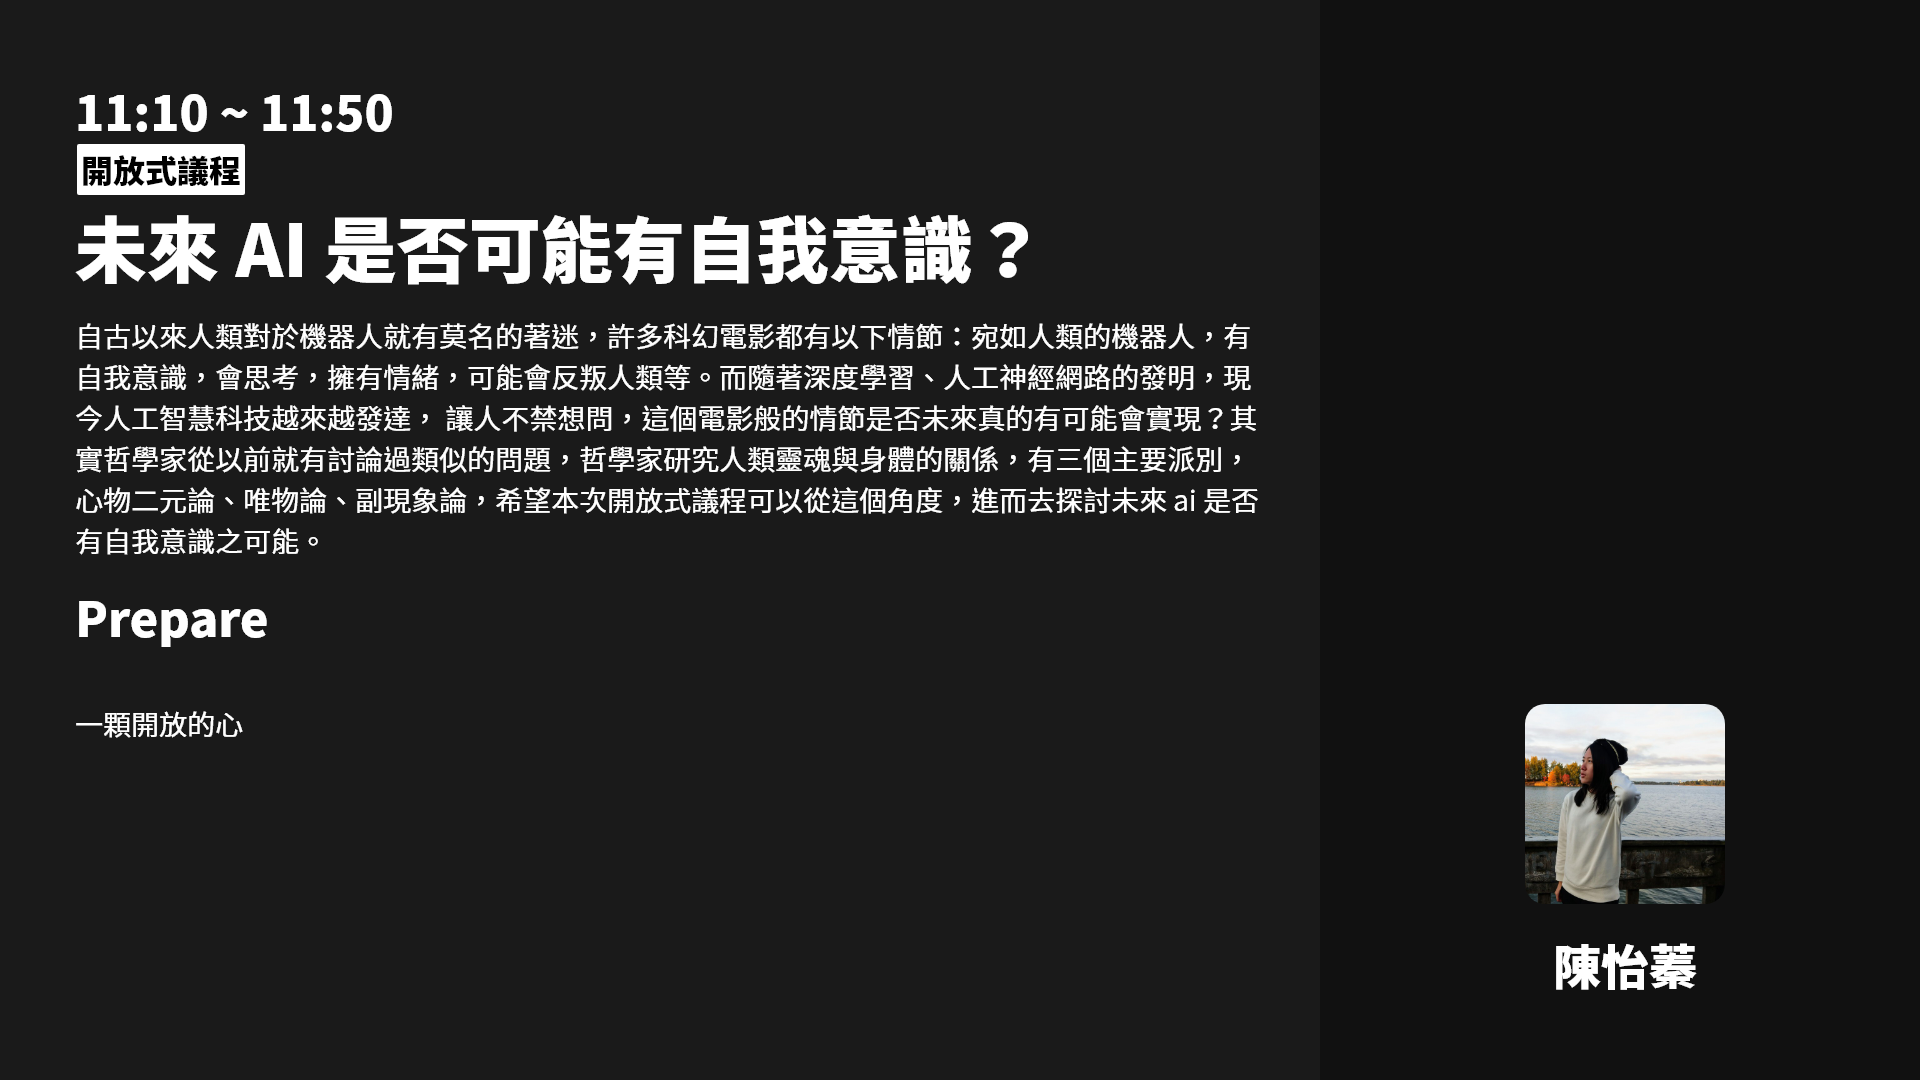 11:10 ~ 11:50
開放式議程
未來 AI 是否可能有自我意識？
自古以來人類對於機器人就有莫名的著迷，許多科幻電影都有以下情節：宛如人類的機器人，有
自我意識，會思考，擁有情緒，可能會反叛人類等。而隨著深度學習、人工神經網路的發明，現
今人工智慧科技越來越發達， 讓人不禁想問，這個電影般的情節是否未來真的有可能會實現？其
實哲學家從以前就有討論過類似的問題，哲學家研究人類靈魂與身體的關係，有三個主要派別，
心物二元論、唯物論、副現象論，希望本次開放式議程可以從這個角度，進而去探討未來 ai 是否
有自我意識之可能。
Prepare
一顆開放的心
陳怡蓁